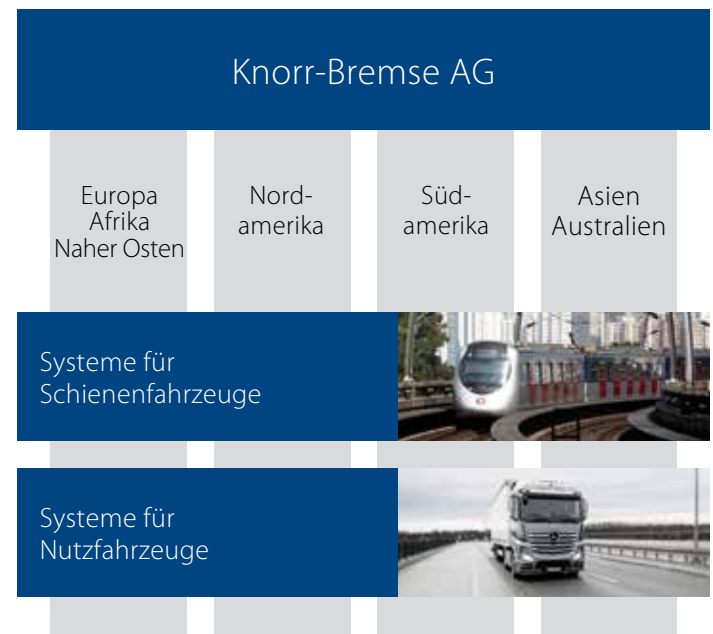 Knorr-Bremse AG
Europa
Afrika
Naher Osten
Nord-
amerika
Süd-
amerika
Asien
Australien
Systeme für
Schienenfahrzeuge
Systeme für
Nutzfahrzeuge